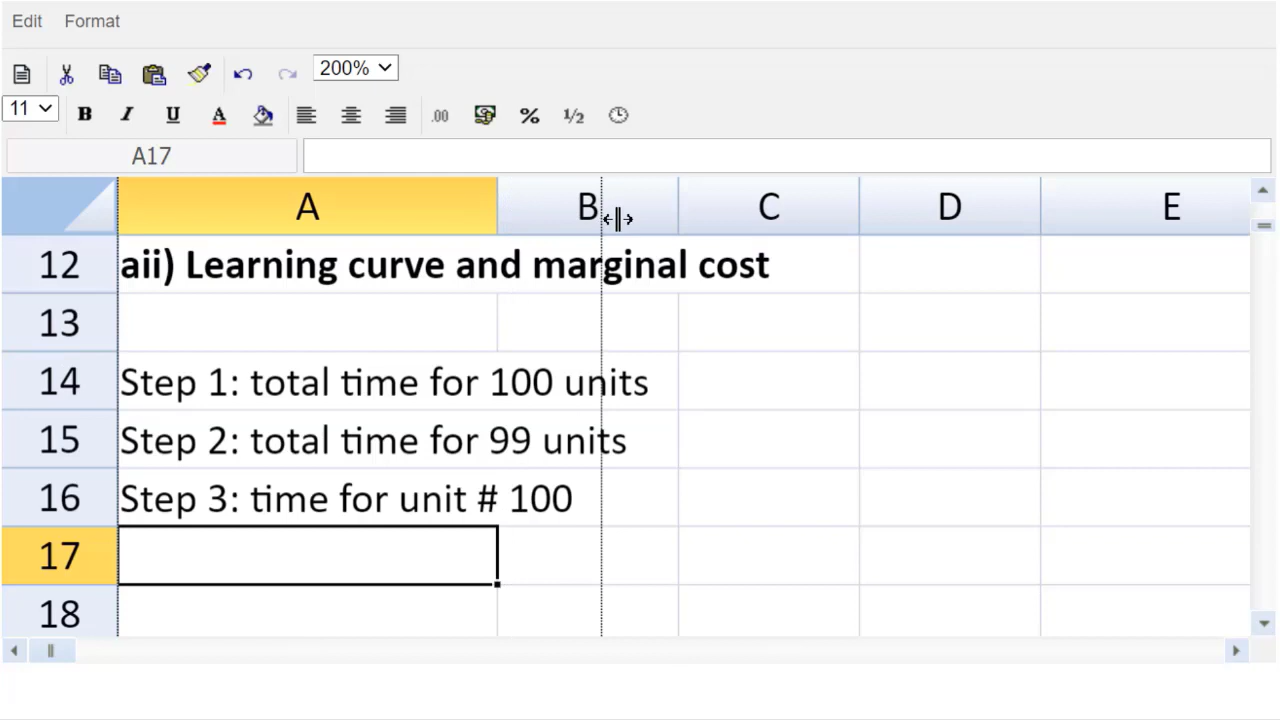 Edit Format
200%
11 B I U A .00 % 1/2
A17
A B C D E
12 aii) Learning curve and marginal cost
13
14 Step 1: total time for 100 units
15 Step 2: total time for 99 units
16 Step 3: time for unit # 100
17
18